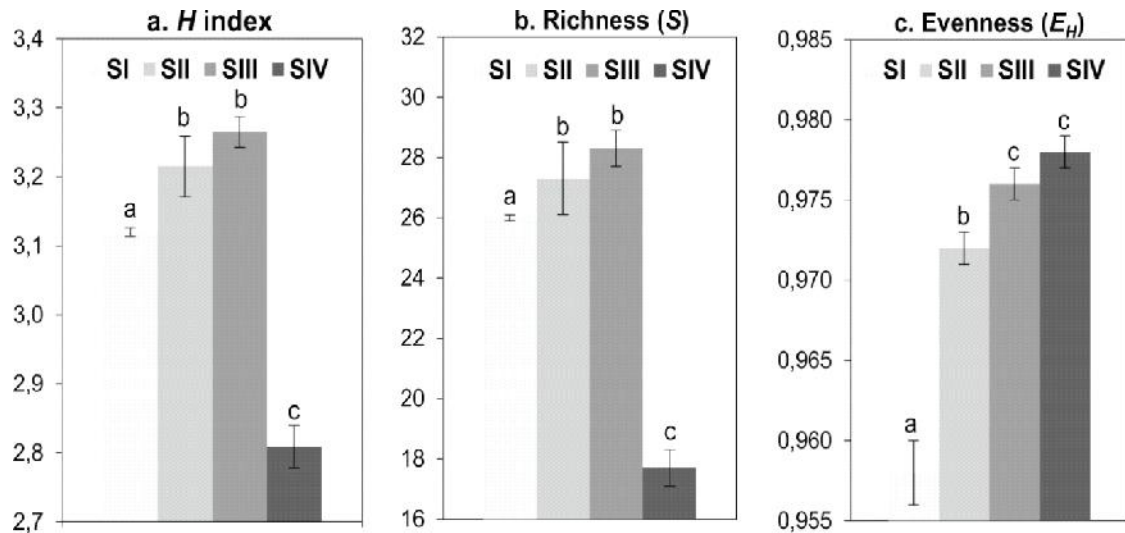 a. H index
3,4
3,3
3,2
3,1
3,0
2,9
2,8
2,7
SI SII SIII SIV
a
b
b
c
b. Richness (S)
32
30
28
26
24
22
20
18
16
SI SII SIII SIV
a
b
b
c
c. Evenness (E_H)
0,985
0,980
0,975
0,970
0,965
0,960
0,955
SI SII SIII SIV
a
b
c
c